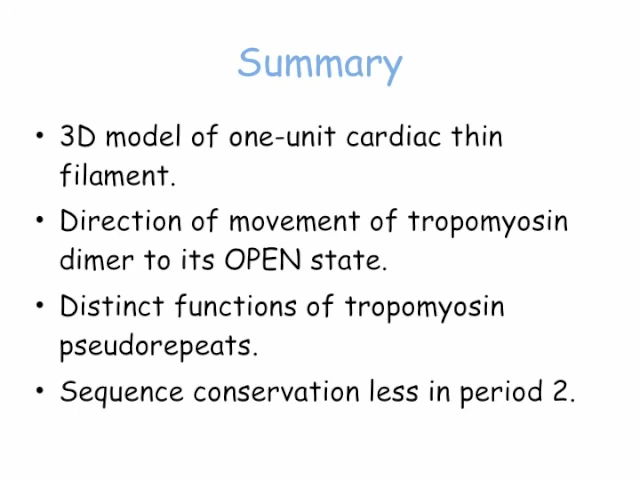 Summary
• 3D model of one-unit cardiac thin
filament.
• Direction of movement of tropomyosin
dimer to its OPEN state.
• Distinct functions of tropomyosin
pseudorepeats.
• Sequence conservation less in period 2.